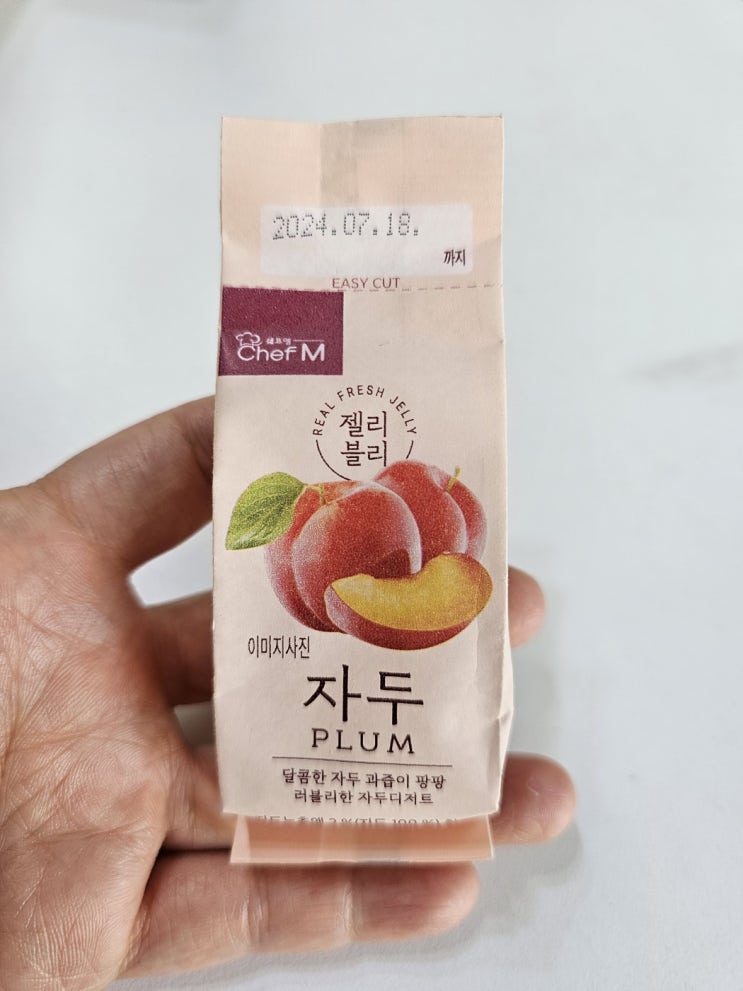 2024.07.18.
까지
EASY CUT
쉐프엠
Chef M
REAL FRESH JELLY
젤리
블리
이미지사진
자두
PLUM
달콤한 자두 과즙이 팡팡
러블리한 자두디저트